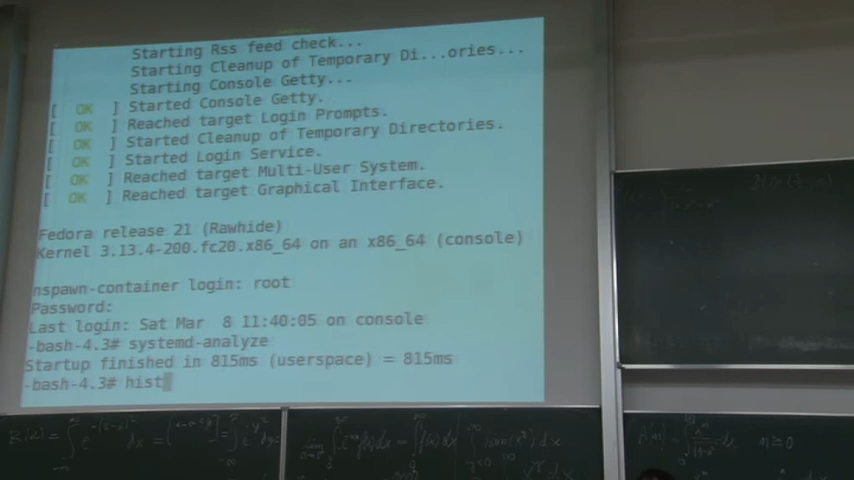 Starting Rss feed check...
Starting Cleanup of Temporary Di...ories...
Starting Console Getty...
[ OK ] Started Console Getty.
[ OK ] Reached target Login Prompts.
[ OK ] Started Cleanup of Temporary Directories.
[ OK ] Started Login Service.
[ OK ] Reached target Multi-User System.
[ OK ] Reached target Graphical Interface.
Fedora release 21 (Rawhide)
Kernel 3.13.4-200.fc20.x86_64 on an x86_64 (console)
nspawn-container login: root
Password:
Last login: Sat Mar 8 11:40:05 on console
-bash-4.3# systemd-analyze
Startup finished in 815ms (userspace) = 815ms
-bash-4.3# hist